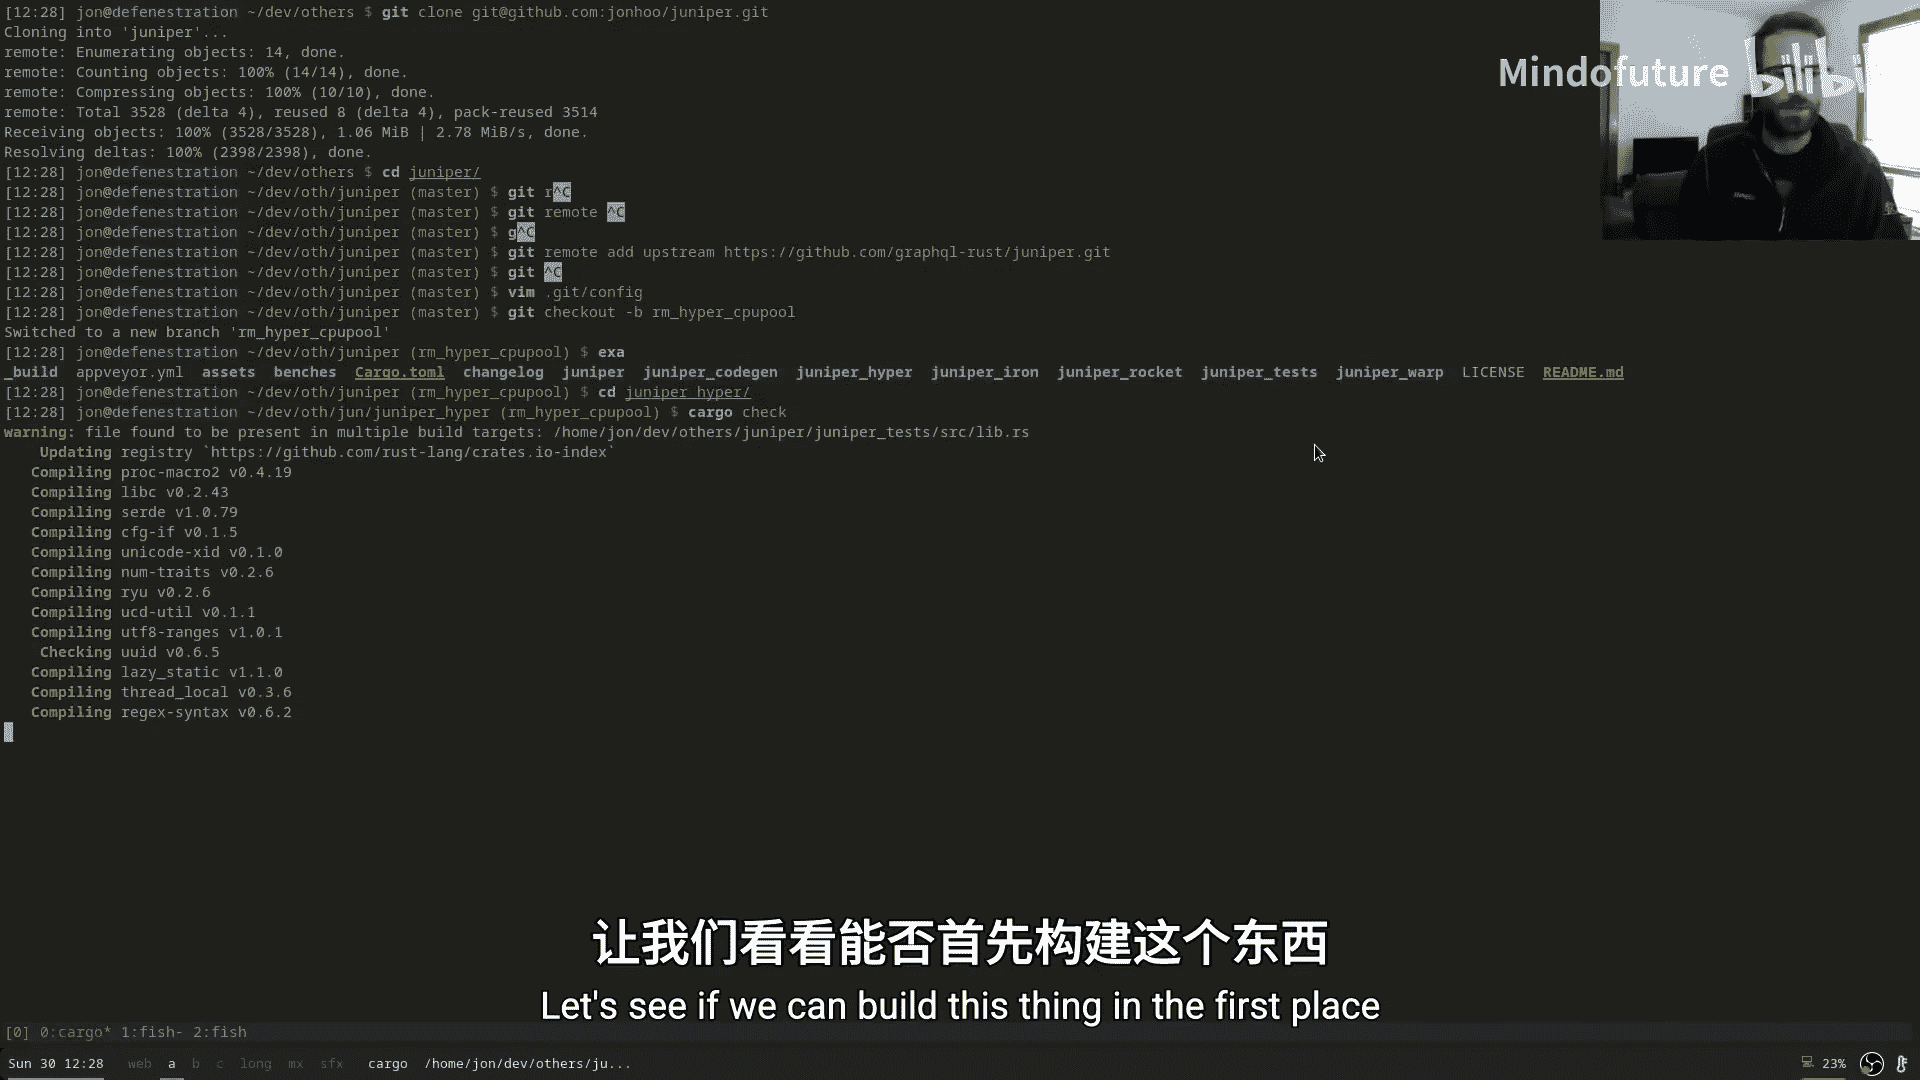 [12:28] jon@defenestration ~/dev/others $ git clone git@github.com:jonhoo/juniper.git
Cloning into 'juniper'...
remote: Enumerating objects: 14, done.
remote: Counting objects: 100% (14/14), done.
remote: Compressing objects: 100% (10/10), done.
remote: Total 3528 (delta 4), reused 8 (delta 4), pack-reused 3514
Receiving objects: 100% (3528/3528), 1.06 MiB | 2.78 MiB/s, done.
Resolving deltas: 100% (2398/2398), done.
[12:28] jon@defenestration ~/dev/others $ cd juniper/
[12:28] jon@defenestration ~/dev/oth/juniper (master) $ git r^C
[12:28] jon@defenestration ~/dev/oth/juniper (master) $ git remote ^C
[12:28] jon@defenestration ~/dev/oth/juniper (master) $ g^C
[12:28] jon@defenestration ~/dev/oth/juniper (master) $ git remote add upstream https://github.com/graphql-rust/juniper.git
[12:28] jon@defenestration ~/dev/oth/juniper (master) $ git ^C
[12:28] jon@defenestration ~/dev/oth/juniper (master) $ vim .git/config
[12:28] jon@defenestration ~/dev/oth/juniper (master) $ git checkout -b rm_hyper_cpupool
Switched to a new branch 'rm_hyper_cpupool'
[12:28] jon@defenestration ~/dev/oth/juniper (rm_hyper_cpupool) $ exa
_build appveyor.yml assets benches Cargo.toml changelog juniper juniper_codegen juniper_hyper juniper_iron juniper_rocket juniper_tests juniper_warp LICENSE README.md
[12:28] jon@defenestration ~/dev/oth/juniper (rm_hyper_cpupool) $ cd juniper_hyper/
[12:28] jon@defenestration ~/dev/oth/jun/juniper_hyper (rm_hyper_cpupool) $ cargo check
warning: file found to be present in multiple build targets: /home/jon/dev/others/juniper/juniper_tests/src/lib.rs
Updating registry `https://github.com/rust-lang/crates.io-index`
Compiling proc-macro2 v0.4.19
Compiling libc v0.2.43
Compiling serde v1.0.79
Compiling cfg-if v0.1.5
Compiling unicode-xid v0.1.0
Compiling num-traits v0.2.6
Compiling ryu v0.2.6
Compiling ucd-util v0.1.1
Compiling utf8-ranges v1.0.1
Checking uuid v0.6.5
Compiling lazy_static v1.1.0
Compiling thread_local v0.3.6
Compiling regex-syntax v0.6.2
Mindofuture bilibili
让我们看看能否首先构建这个东西
Let's see if we can build this thing in the first place
[0] 0:cargo* 1:fish- 2:fish
Sun 30 12:28 web a b c long mx sfx cargo /home/jon/dev/others/ju... 23%